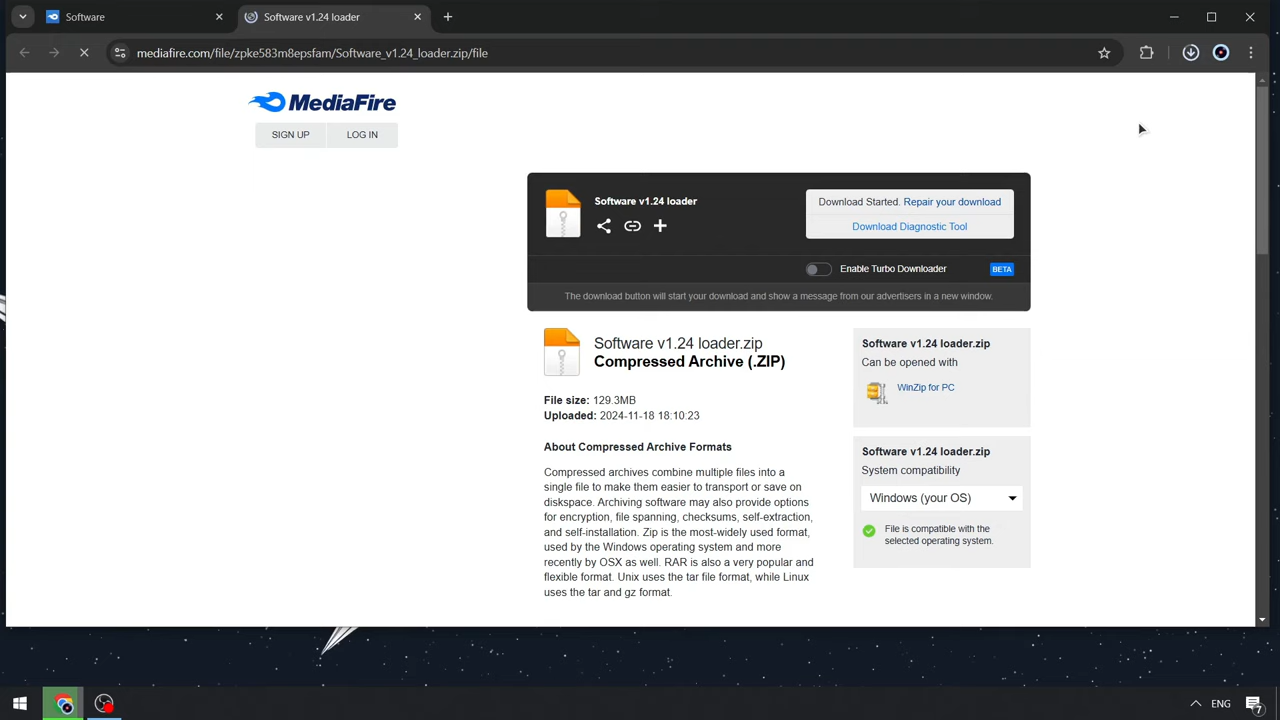 Software
Software v1.24 loader
mediafire.com/file/zpke583m8epsfam/Software_v1.24_loader.zip/file
MediaFire
SIGN UP
LOG IN
Software v1.24 loader
Download Started. Repair your download
Download Diagnostic Tool
Enable Turbo Downloader
BETA
The download button will start your download and show a message from our advertisers in a new window.
Software v1.24 loader.zip
Compressed Archive (.ZIP)
File size: 129.3MB
Uploaded: 2024-11-18 18:10:23
About Compressed Archive Formats
Compressed archives combine multiple files into a
single file to make them easier to transport or save on
diskspace. Archiving software may also provide options
for encryption, file spanning, checksums, self-extraction,
and self-installation. Zip is the most-widely used format,
used by the Windows operating system and more
recently by OSX as well. RAR is also a very popular and
flexible format. Unix uses the tar file format, while Linux
uses the tar and gz format.
Software v1.24 loader.zip
Can be opened with
WinZip for PC
Software v1.24 loader.zip
System compatibility
Windows (your OS)
File is compatible with the
selected operating system.
ENG
7